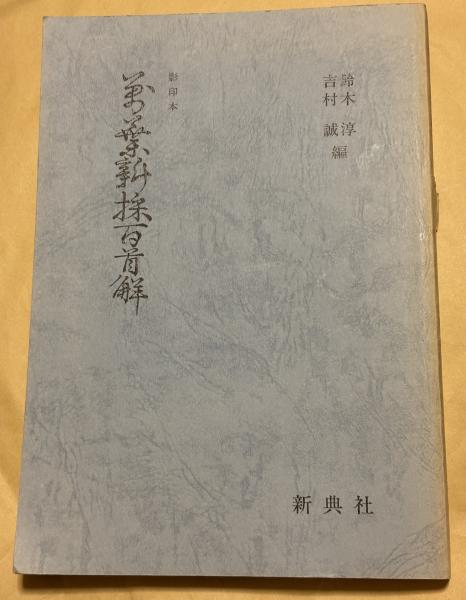 鈴木 淳
吉村 誠 編
影印本
萬葉新採百首解
新典社